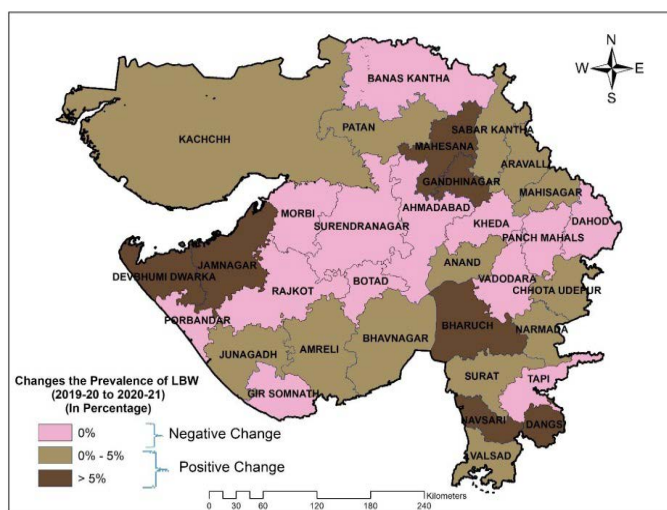 N
W E
S
BANAS KANTHA
KACHCHH
PATAN
SABAR KANTHA
MAHESANA
ARAVALLI
GANDHINAGAR
MAHISAGAR
AHMADABAD
MORBI
KHEDA
DAHOD
SURENDRANAGAR
PANCH MAHALS
JAMNAGAR
ANAND
DEVBHUMI DWARKA
VADODARA
RAJKOT
BOTAD
CHHOTA UDEPUR
PORBANDAR
BHARUCH
NARMADA
BHAVNAGAR
AMRELI
JUNAGADH
SURAT
TAPI
GIR SOMNATH
NAVSARI
DANGS
VALSAD
Changes the Prevalence of LBW
(2019-20 to 2020-21)
(In Percentage)
0% Negative Change
0% - 5% Positive Change
> 5%
Kilometers
0 15 30 60 120 180 240